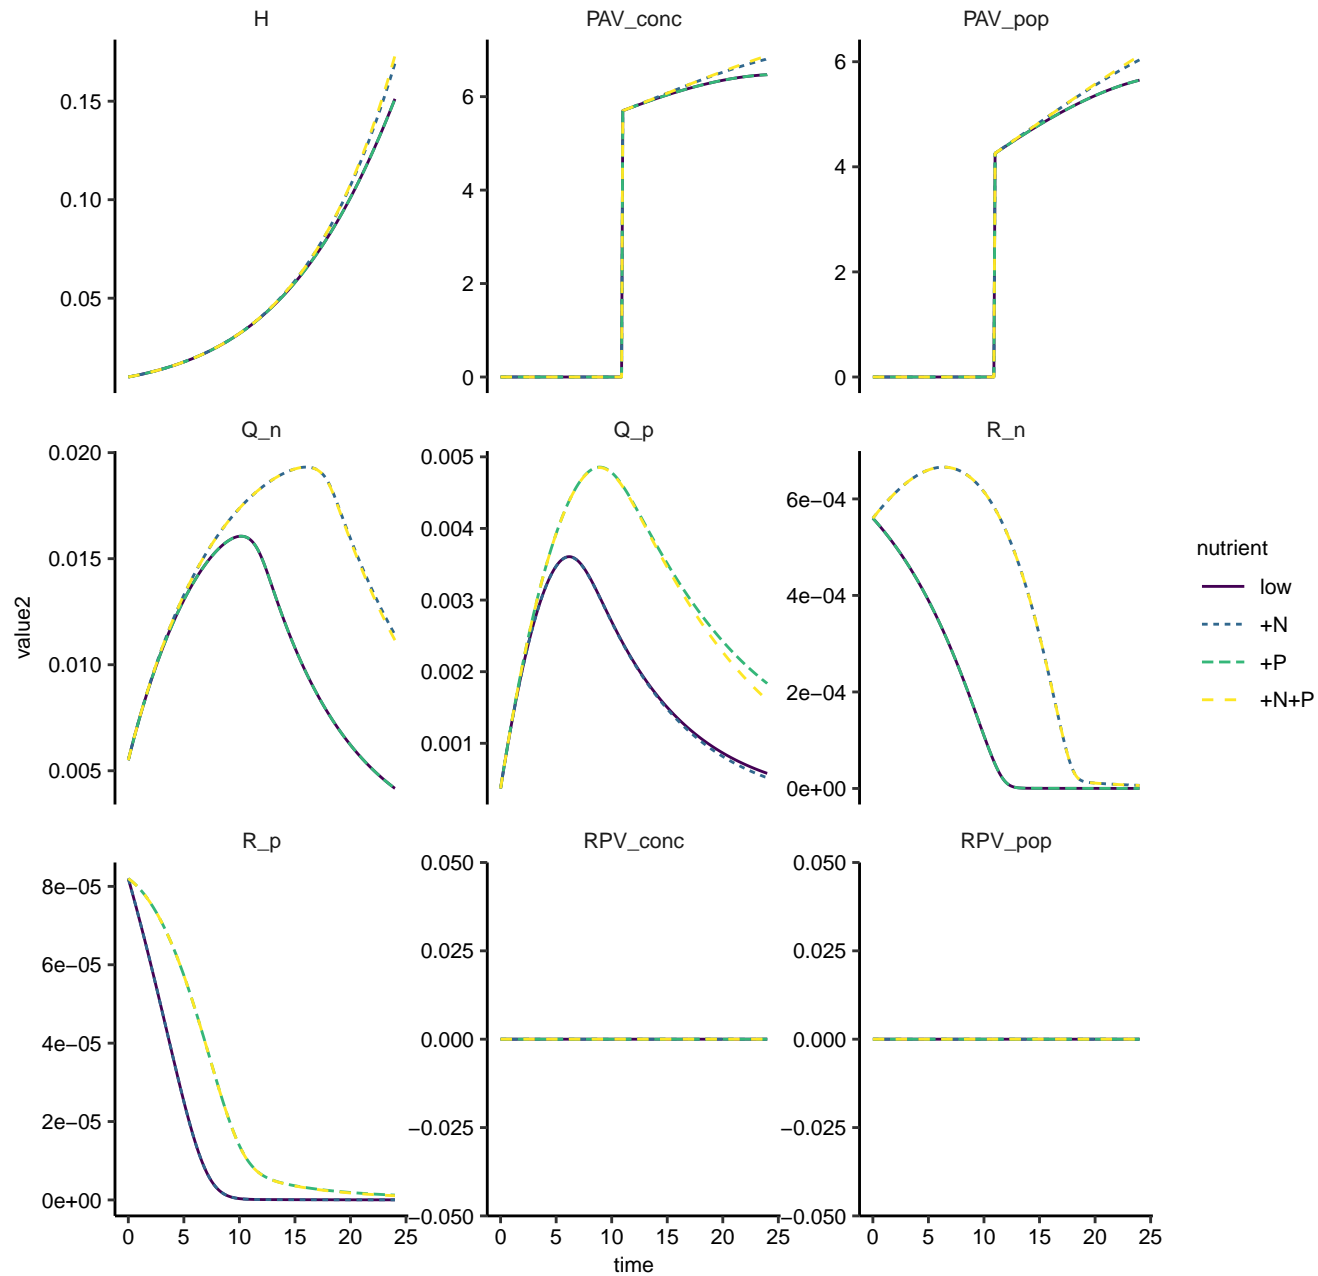 H
PAV_conc
PAV_pop
0.15
0.10
0.05
6
4
2
0
6
4
2
0
Q_n
Q_p
R_n
0.020
0.015
0.010
0.005
0.005
0.004
0.003
0.002
0.001
6e−04
4e−04
2e−04
0e+00
R_p
RPV_conc
RPV_pop
8e−05
6e−05
4e−05
2e−05
0e+00
0.050
0.025
0.000
−0.025
−0.050
0.050
0.025
0.000
−0.025
−0.050
0 5 10 15 20 25
0 5 10 15 20 25
0 5 10 15 20 25
time
value2
nutrient
low
+N
+P
+N+P